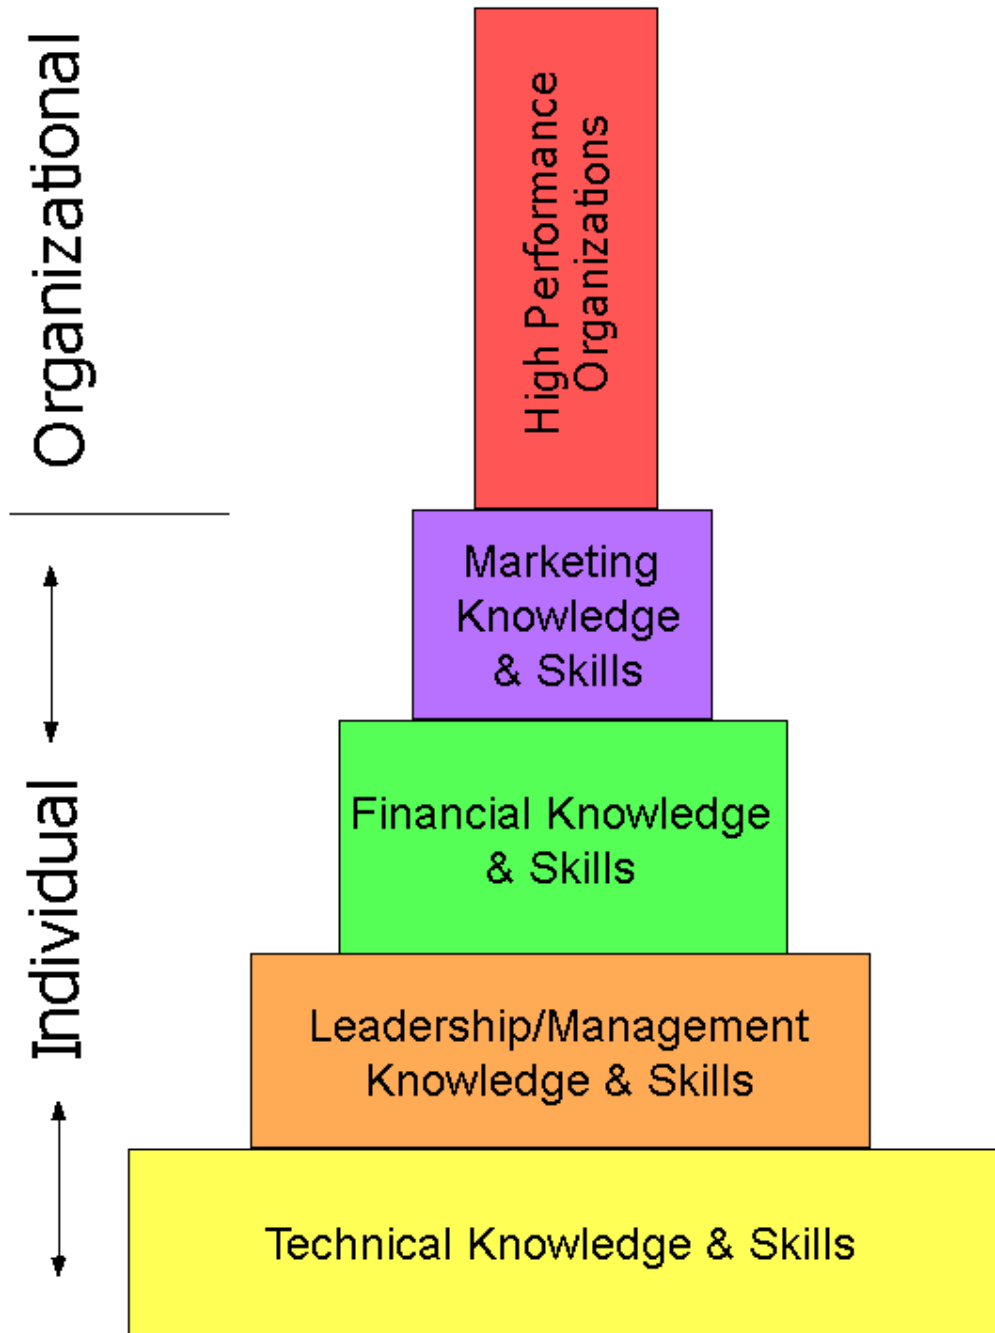 Organizational
High Performance
Organizations
Marketing
Knowledge
& Skills
Individual
Financial Knowledge
& Skills
Leadership/Management
Knowledge & Skills
Technical Knowledge & Skills